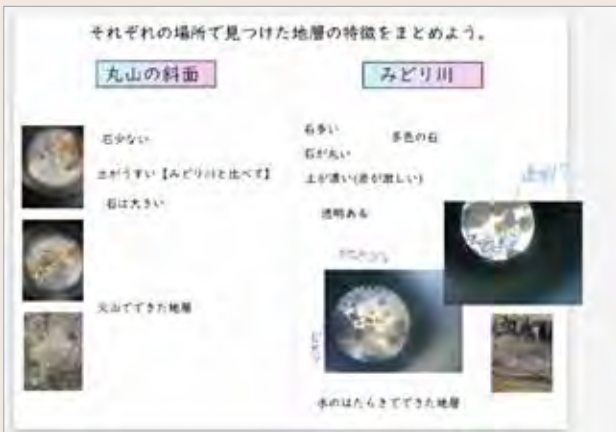 それぞれの場所で見つけた地層の特徴をまとめよう。
丸山の斜面
石少ない
土がうすい【みどり川と比べて】
石は大きい
火山でできた地層
みどり川
石多い
多色の石
石が丸い
土が濃い(差が激しい)
透明ある
水のはたらきでできた地層